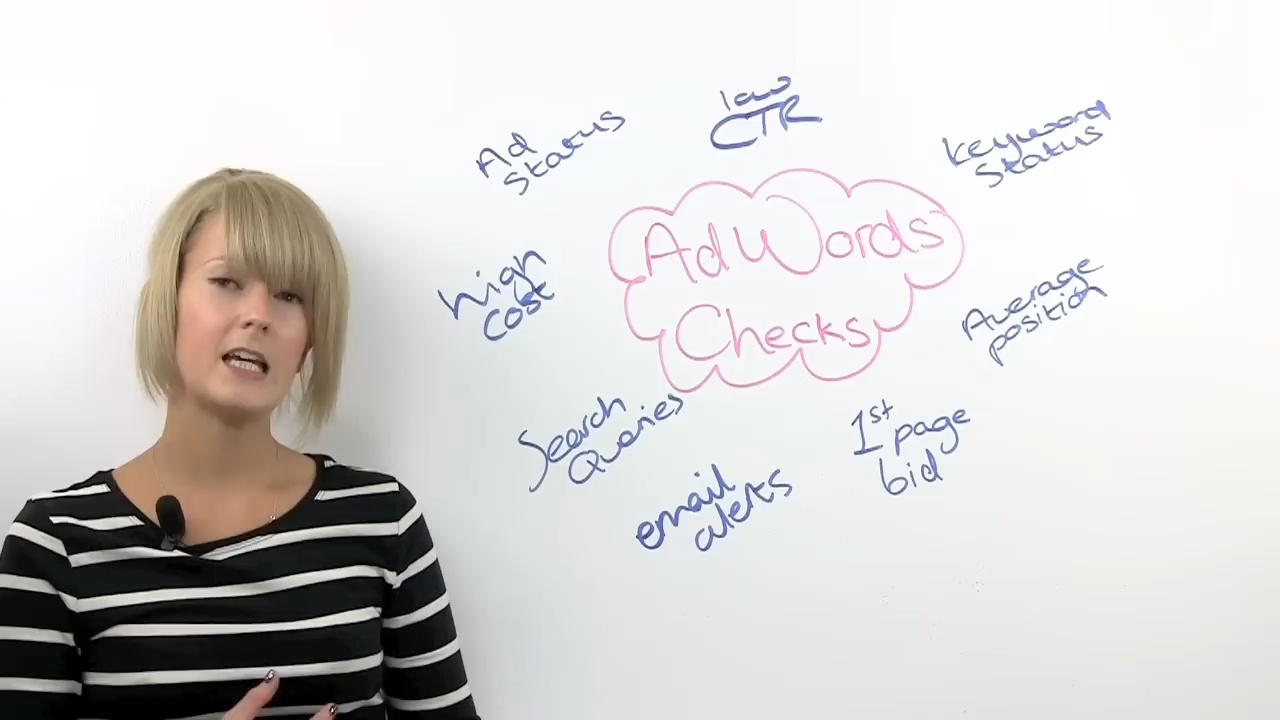 low
CTR
Ad
status
keyword
status
AdWords
Checks
high
cost
Average
position
Search
Queries
1st page
bid
email
alerts